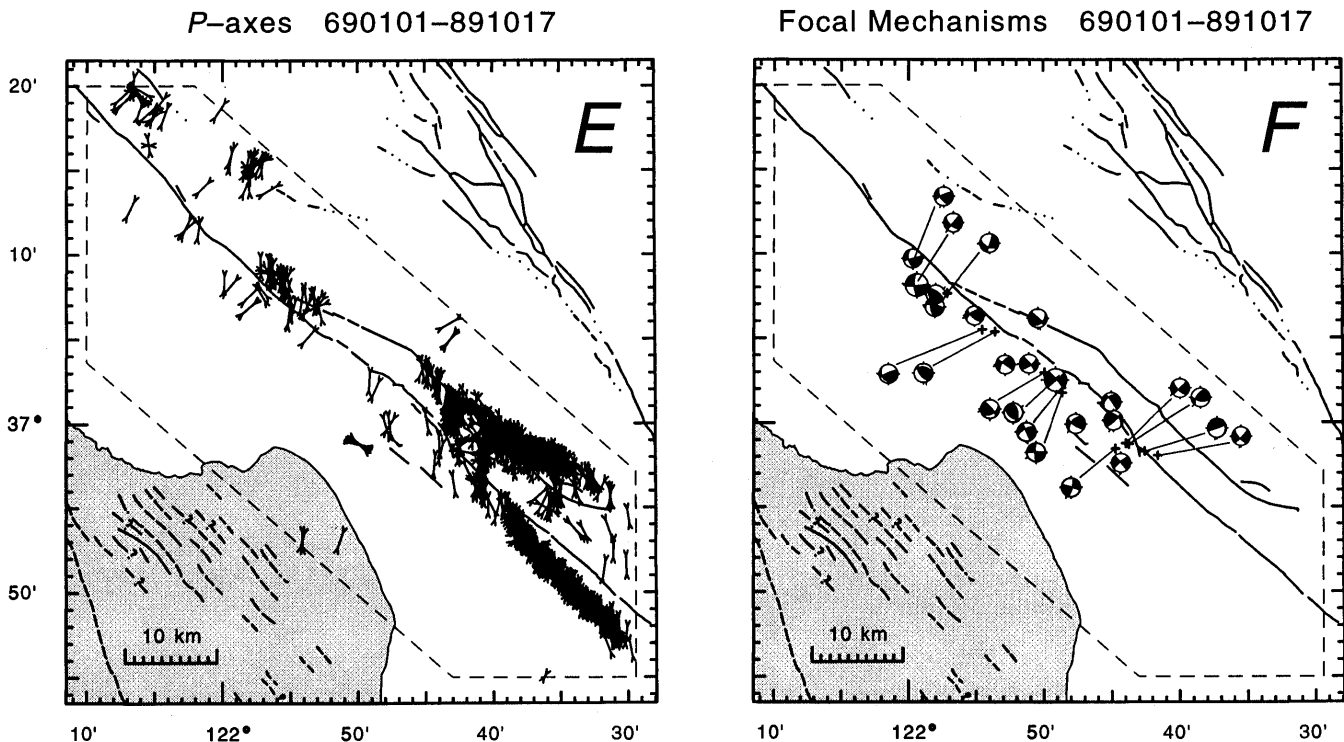 P–axes 690101–891017
Focal Mechanisms 690101–891017
E
F
20'
10'
37°
50'
10 km
10 km
10' 122° 50' 40' 30'
10' 122° 50' 40' 30'